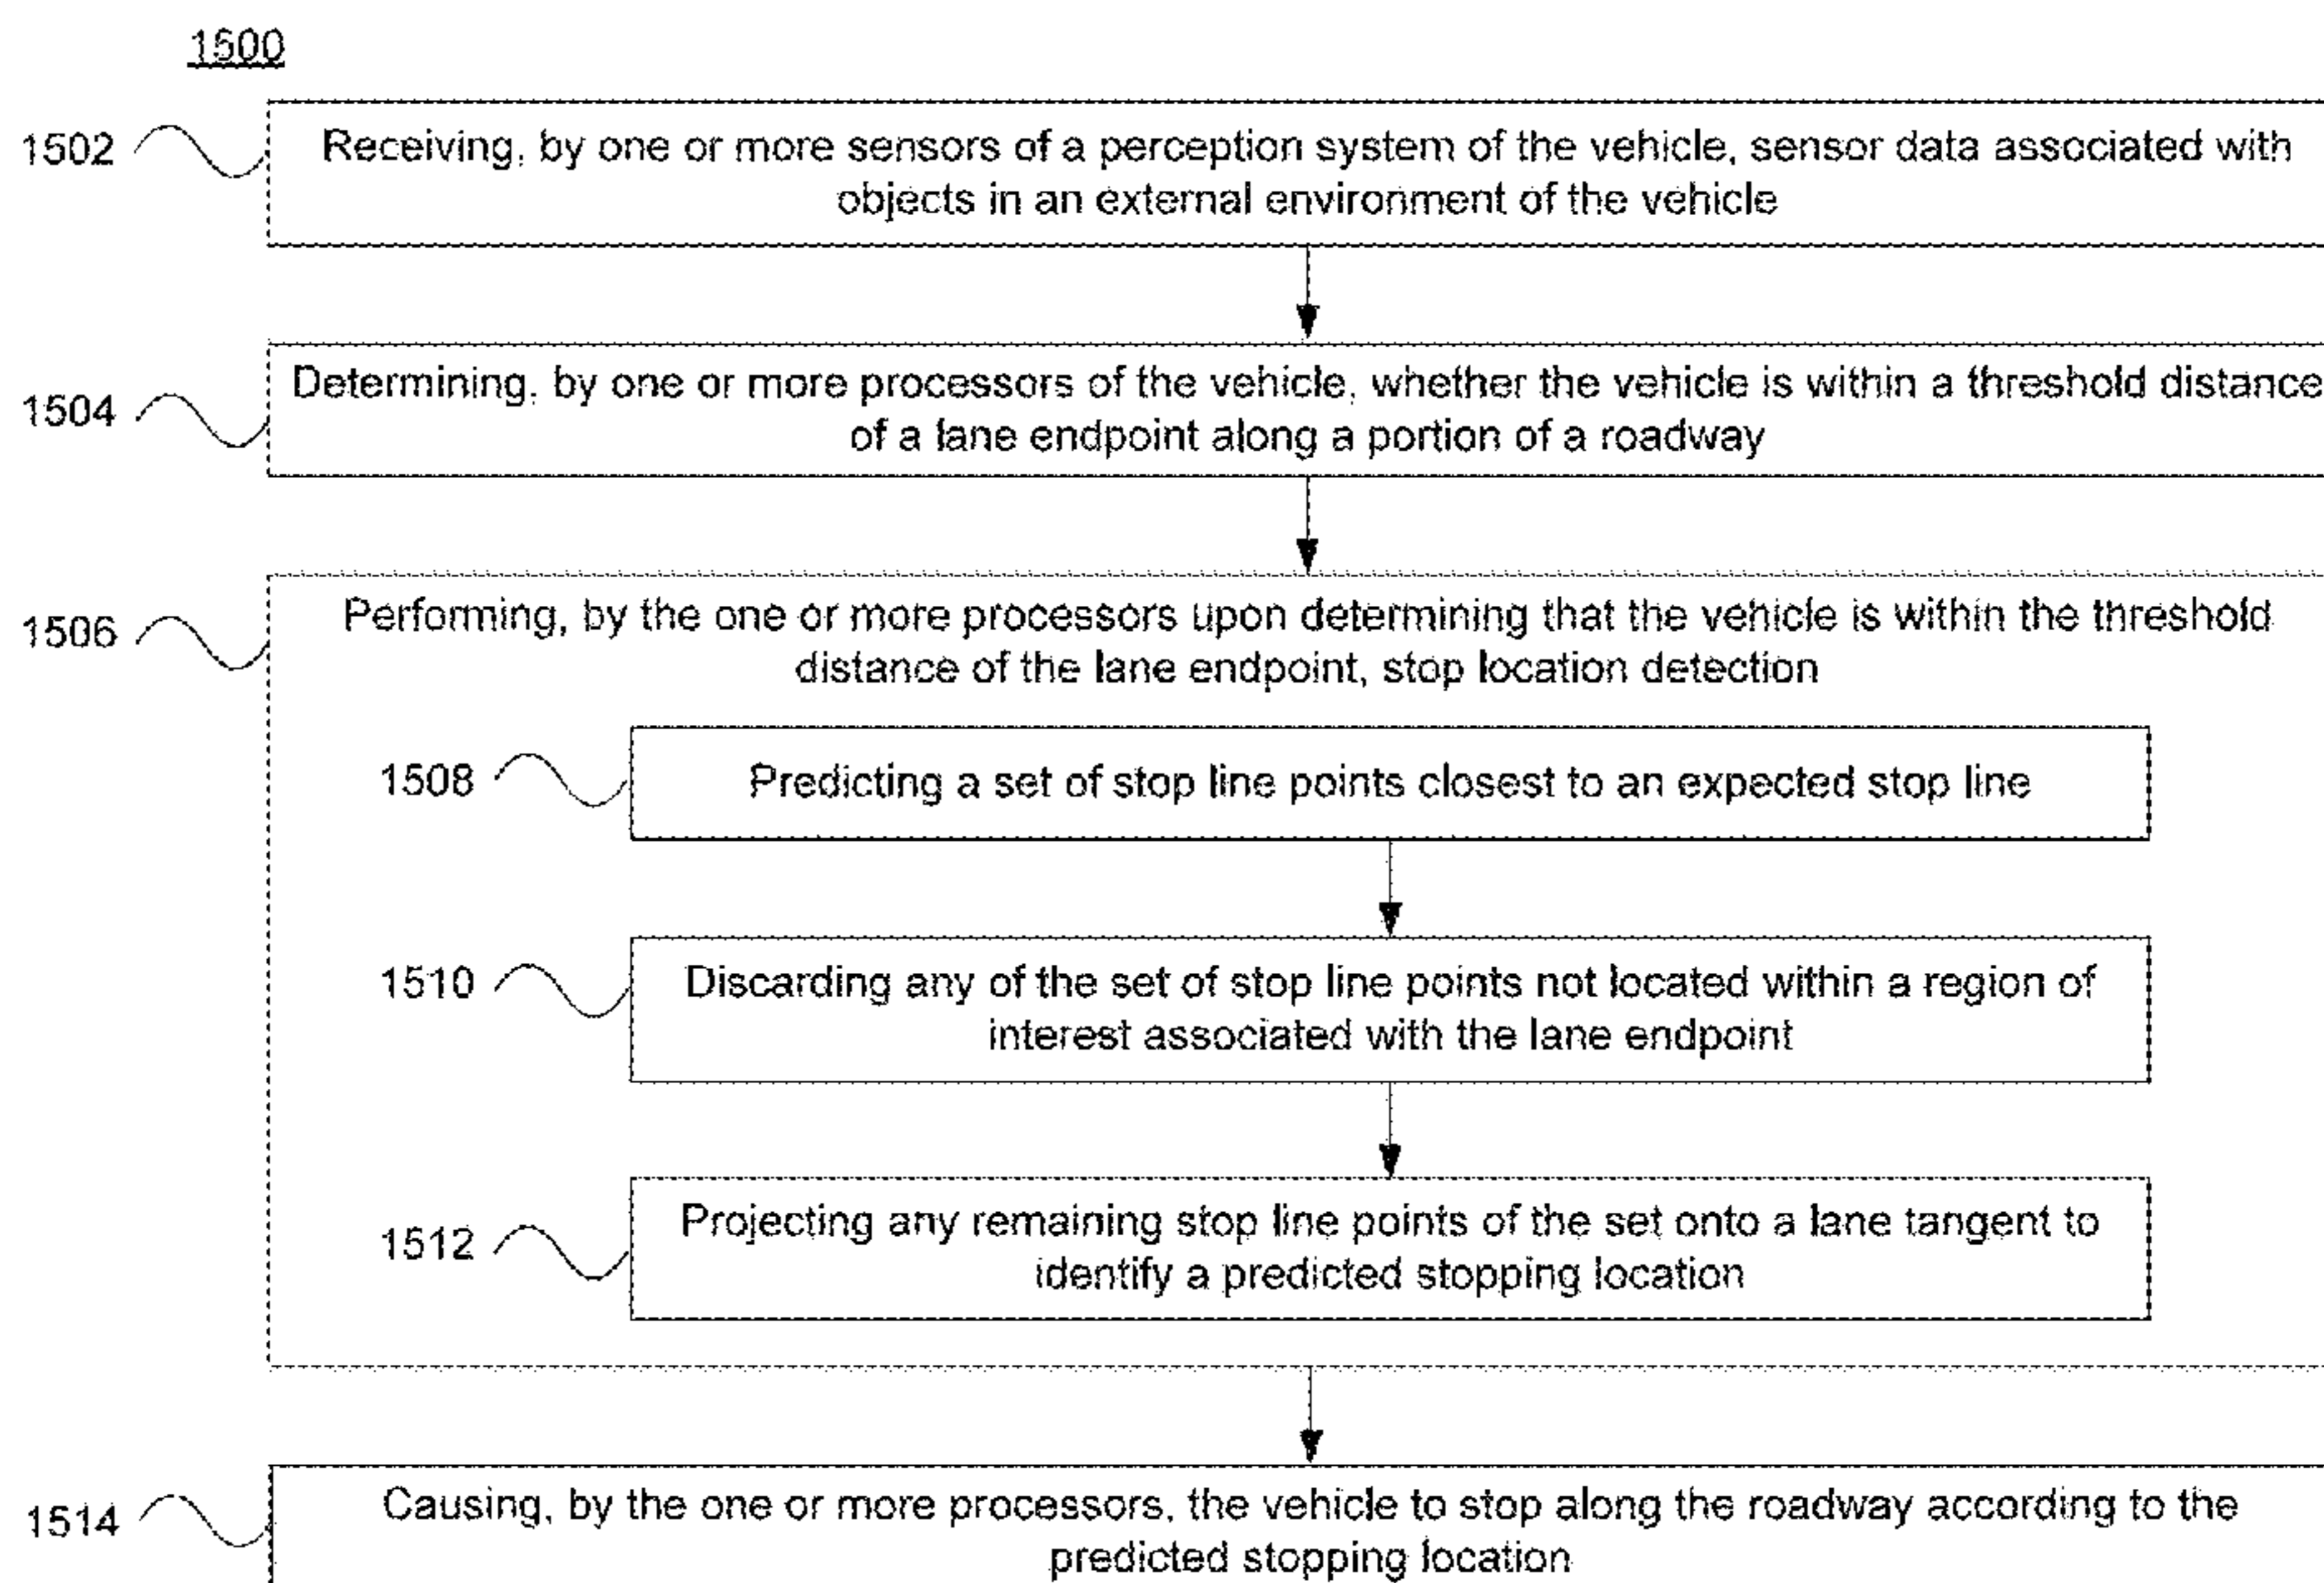 1500
1502
Receiving, by one or more sensors of a perception system of the vehicle, sensor data associated with
objects in an external environment of the vehicle
1504
Determining, by one or more processors of the vehicle, whether the vehicle is within a threshold distance
of a lane endpoint along a portion of a roadway
1506
Performing, by the one or more processors upon determining that the vehicle is within the threshold
distance of the lane endpoint, stop location detection
1508
Predicting a set of stop line points closest to an expected stop line
1510
Discarding any of the set of stop line points not located within a region of
interest associated with the lane endpoint
1512
Projecting any remaining stop line points of the set onto a lane tangent to
identify a predicted stopping location
1514
Causing, by the one or more processors, the vehicle to stop along the roadway according to the
predicted stopping location